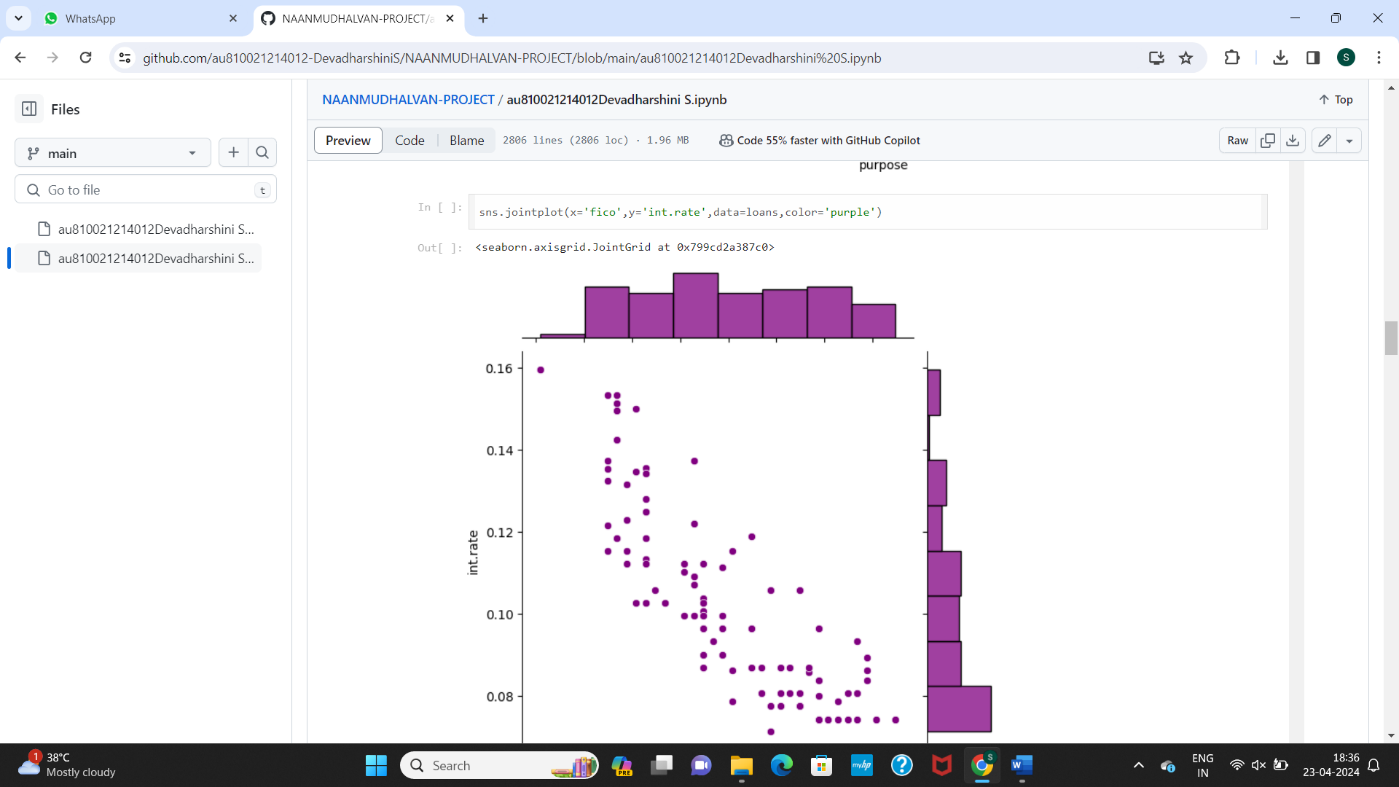 WhatsApp
NAANMUDHALVAN-PROJECT/a
github.com/au810021214012-DevadharshiniS/NAANMUDHALVAN-PROJECT/blob/main/au810021214012Devadharshini%20S.ipynb
S
Files
NAANMUDHALVAN-PROJECT / au810021214012Devadharshini S.ipynb
Top
main
Preview Code Blame 2806 lines (2806 loc) · 1.96 MB Code 55% faster with GitHub Copilot Raw
Go to file t
au810021214012Devadharshini S...
au810021214012Devadharshini S...
purpose
In [ ]: sns.jointplot(x='fico',y='int.rate',data=loans,color='purple')
Out[ ]: <seaborn.axisgrid.JointGrid at 0x799cd2a387c0>
0.16
0.14
0.12
0.10
0.08
int.rate
1
38°C
Mostly cloudy
Search
PRE
myhp
S
W
ENG
IN
18:36
23-04-2024